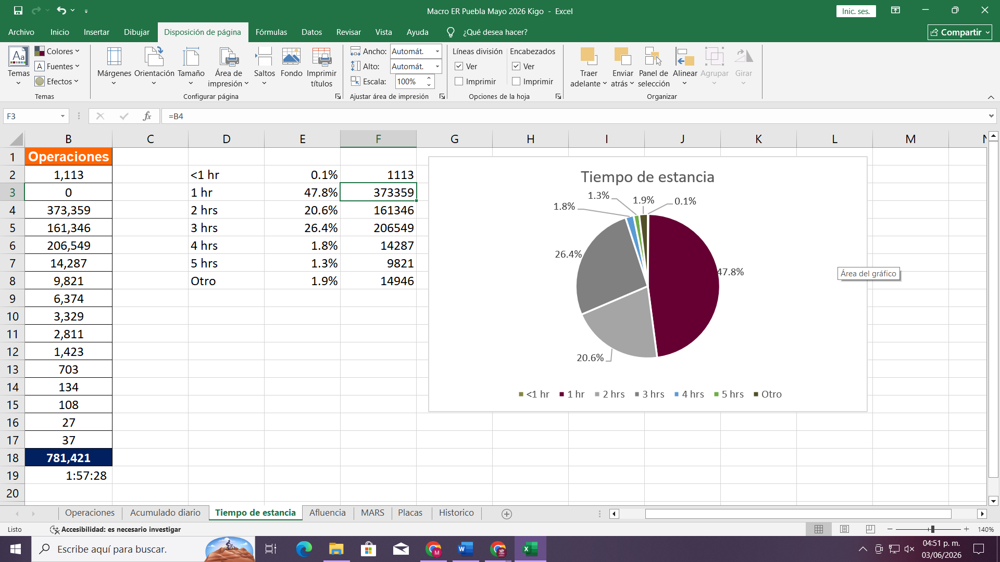 Macro ER Puebla Mayo 2026 Kigo - Excel
Inic. ses.
Archivo Inicio Insertar Dibujar Disposición de página Fórmulas Datos Revisar Vista Ayuda ¿Qué desea hacer? Compartir
Aa
Temas
Colores
Fuentes
Efectos
Temas
Márgenes
Orientación
Tamaño
Área de impresión
Saltos
Fondo
Imprimir títulos
Configurar página
Ancho: Automát.
Alto: Automát.
Escala: 100%
Ajustar área de impresión
Líneas división Encabezados
Ver Ver
Imprimir Imprimir
Opciones de la hoja
Traer adelante
Enviar atrás
Panel de selección
Alinear
Agrupar
Girar
Organizar
F3 fx =B4
B C D E F G H I J K L M
1 Operaciones
2 1,113 <1 hr 0.1% 1113
3 0 1 hr 47.8% 373359
4 373,359 2 hrs 20.6% 161346
5 161,346 3 hrs 26.4% 206549
6 206,549 4 hrs 1.8% 14287
7 14,287 5 hrs 1.3% 9821
8 9,821 Otro 1.9% 14946
9 6,374
10 3,329
11 2,811
12 1,423
13 703
14 134
15 108
16 27
17 37
18 781,421
19 1:57:28
20
Tiempo de estancia
1.3% 1.9% 0.1%
1.8%
26.4%
47.8%
20.6%
<1 hr 1 hr 2 hrs 3 hrs 4 hrs 5 hrs Otro
Área del gráfico
Operaciones Acumulado diario Tiempo de estancia Afluencia MARS Placas Historico
Listo Accesibilidad: es necesario investigar 140%
Escribe aquí para buscar.
04:51 p. m.
03/06/2026